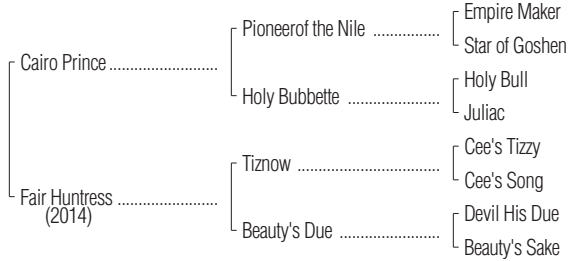 Empire Maker
Pioneerof the Nile ..................
Star of Goshen
Cairo Prince ..........................
Holy Bull
Holy Bubbette ......................
Juliac
Cee's Tizzy
Tiznow ..................................
Cee's Song
Fair Huntress ........................
(2014)
Devil His Due
Beauty's Due ........................
Beauty's Sake